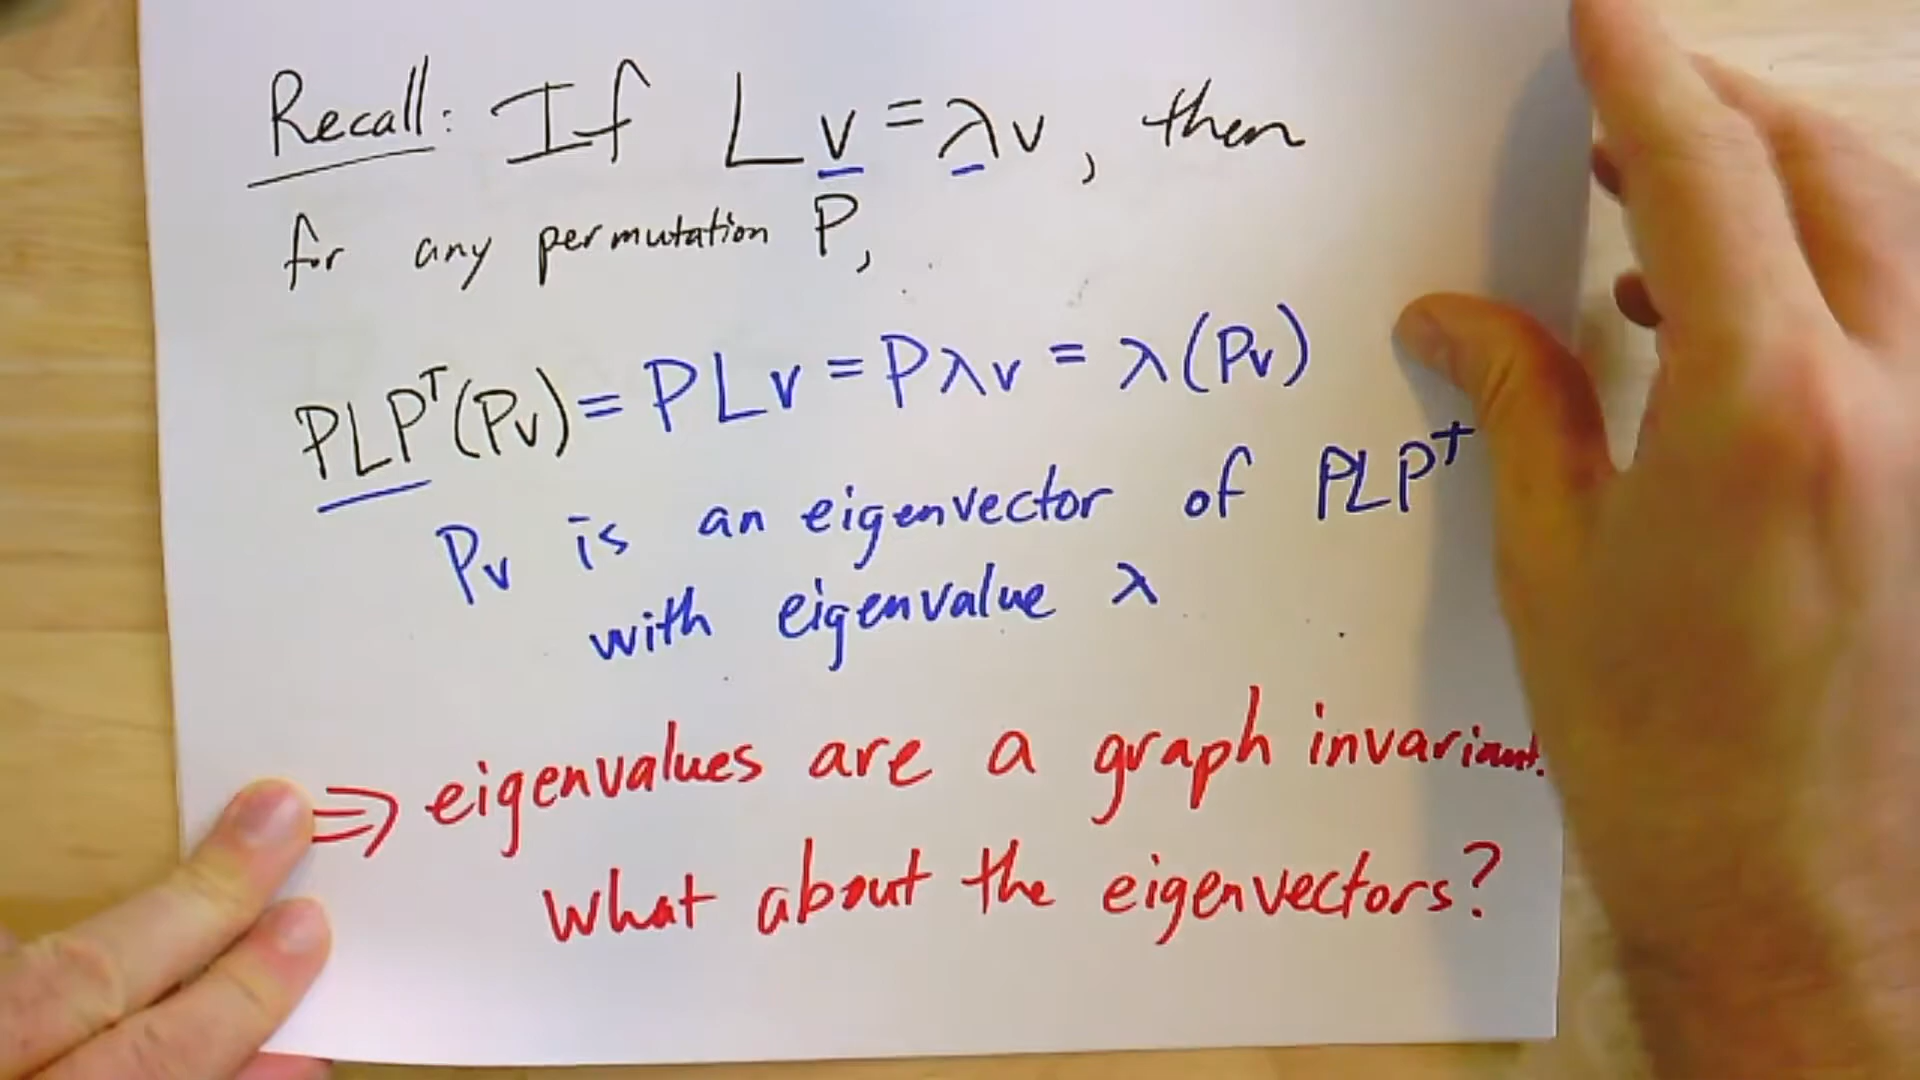 Recall: If Lv = λv, then
for any permutation P,
PLPᵀ(Pv) = PLv = Pλv = λ(Pv)
Pv is an eigenvector of PLPᵀ
with eigenvalue λ
⇒ eigenvalues are a graph invariant.
What about the eigenvectors?